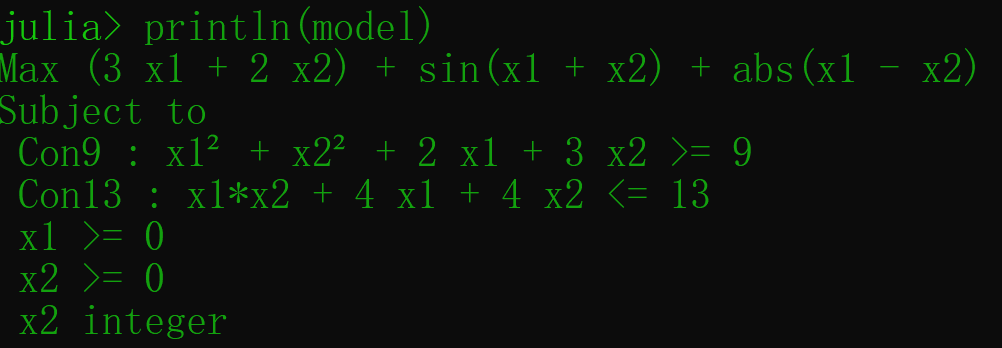 julia> println(model)
Max (3 x1 + 2 x2) + sin(x1 + x2) + abs(x1 - x2)
Subject to
 Con9 : x1² + x2² + 2 x1 + 3 x2 >= 9
 Con13 : x1*x2 + 4 x1 + 4 x2 <= 13
 x1 >= 0
 x2 >= 0
 x2 integer